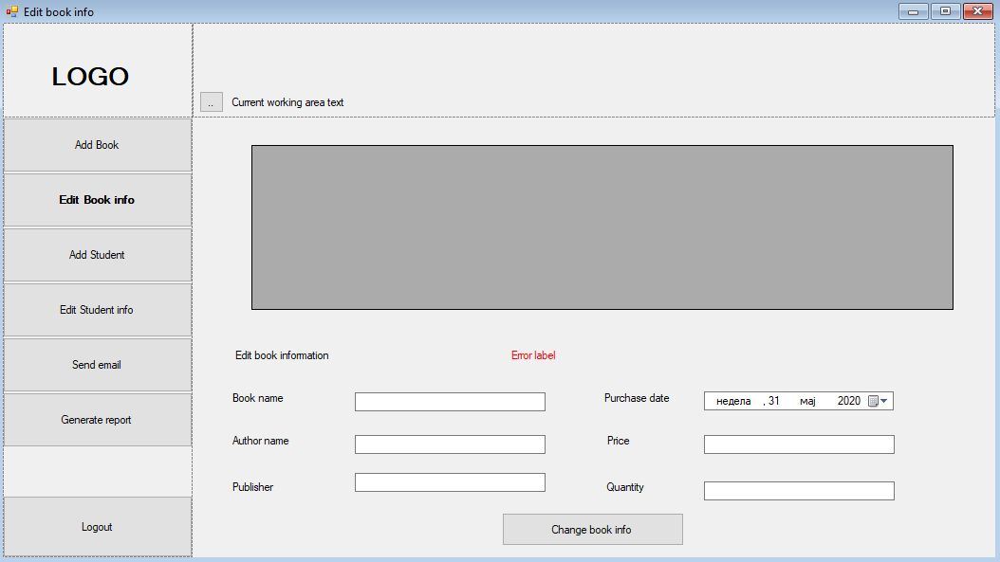 Edit book info
LOGO
.. Current working area text
Add Book
Edit Book info
Add Student
Edit Student info
Send email
Generate report
Logout
Edit book information
Error label
Book name
Purchase date
недела , 31 мај 2020
Author name
Price
Publisher
Quantity
Change book info